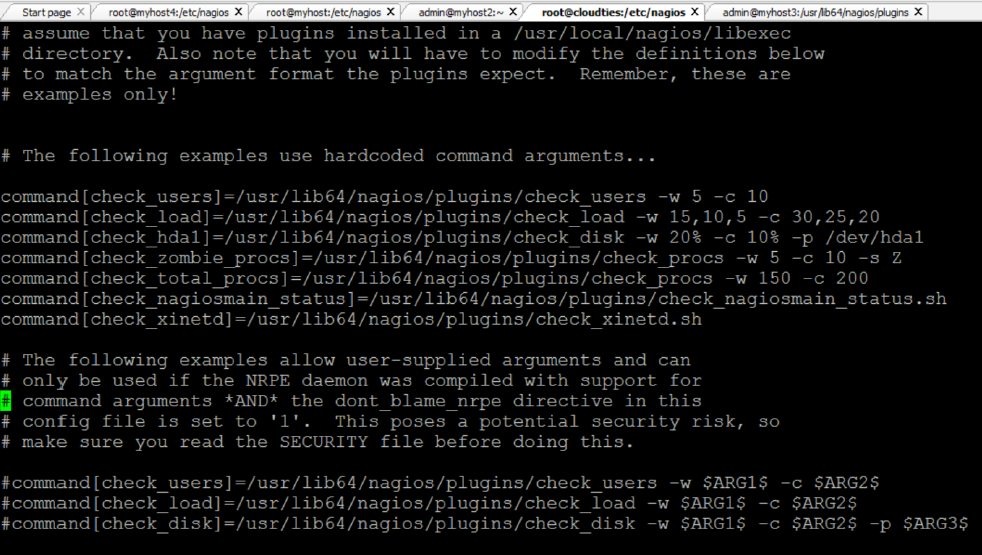 Start page X
root@myhost4:/etc/nagios X
root@myhost:/etc/nagios X
admin@myhost2:~ X
root@cloudties:/etc/nagios X
admin@myhost3:/usr/lib64/nagios/plugins X
# assume that you have plugins installed in a /usr/local/nagios/libexec
# directory.  Also note that you will have to modify the definitions below
# to match the argument format the plugins expect.  Remember, these are
# examples only!
# The following examples use hardcoded command arguments...
command[check_users]=/usr/lib64/nagios/plugins/check_users -w 5 -c 10
command[check_load]=/usr/lib64/nagios/plugins/check_load -w 15,10,5 -c 30,25,20
command[check_hda1]=/usr/lib64/nagios/plugins/check_disk -w 20% -c 10% -p /dev/hda1
command[check_zombie_procs]=/usr/lib64/nagios/plugins/check_procs -w 5 -c 10 -s Z
command[check_total_procs]=/usr/lib64/nagios/plugins/check_procs -w 150 -c 200
command[check_nagiosmain_status]=/usr/lib64/nagios/plugins/check_nagiosmain_status.sh
command[check_xinetd]=/usr/lib64/nagios/plugins/check_xinetd.sh
# The following examples allow user-supplied arguments and can
# only be used if the NRPE daemon was compiled with support for
# command arguments *AND* the dont_blame_nrpe directive in this
# config file is set to '1'.  This poses a potential security risk, so
# make sure you read the SECURITY file before doing this.
#command[check_users]=/usr/lib64/nagios/plugins/check_users -w $ARG1$ -c $ARG2$
#command[check_load]=/usr/lib64/nagios/plugins/check_load -w $ARG1$ -c $ARG2$
#command[check_disk]=/usr/lib64/nagios/plugins/check_disk -w $ARG1$ -c $ARG2$ -p $ARG3$